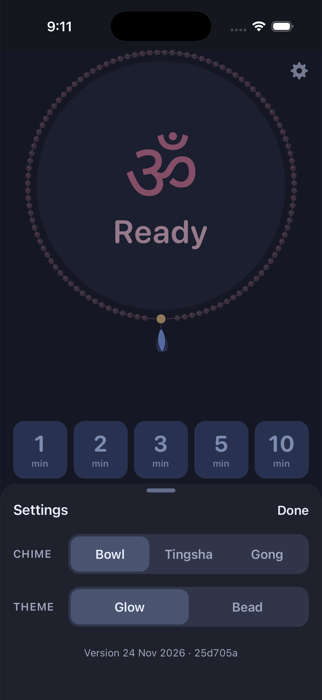 9:11
ॐ
Ready
1 2 3 5 10
min min min min min
Settings Done
CHIME Bowl Tingsha Gong
THEME Glow Bead
Version 24 Nov 2026 · 25d705a